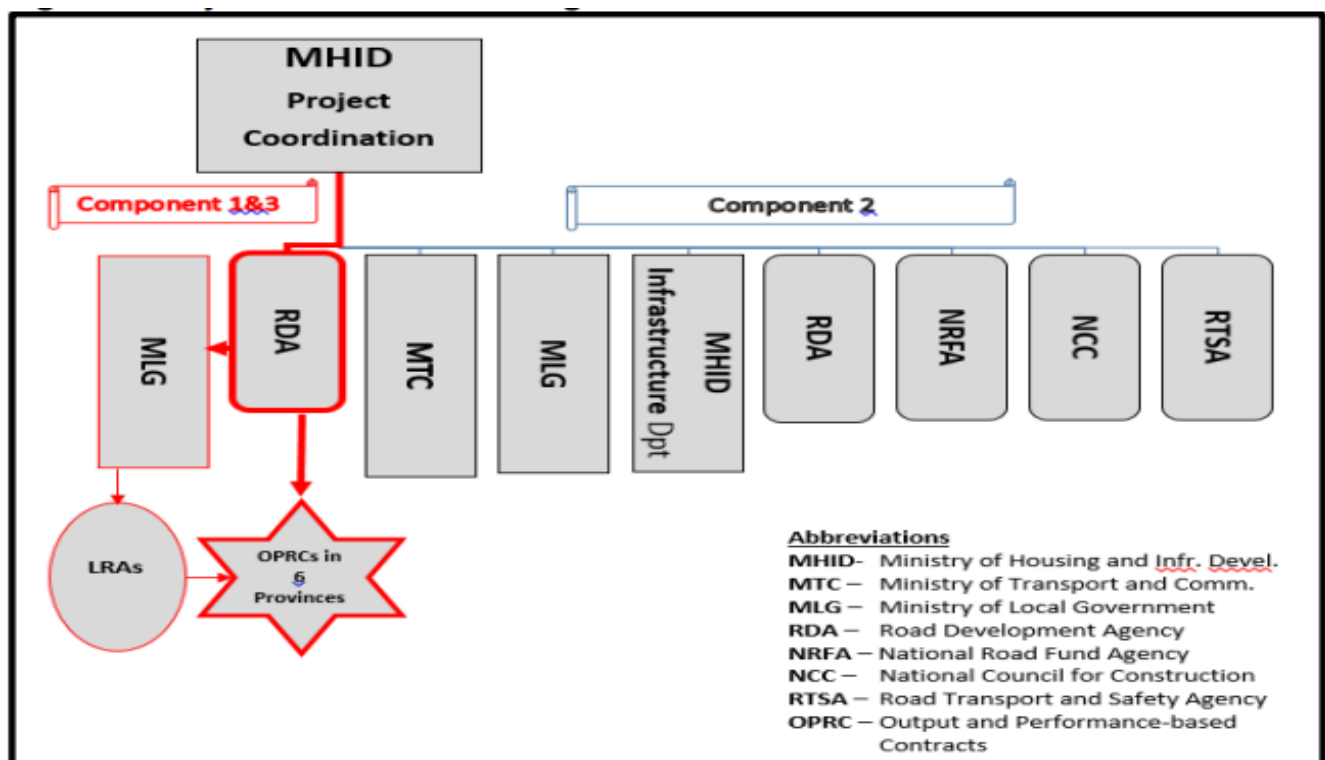 MHID
Project
Coordination
Component 1&3
Component 2
MLG
RDA
MTC
MLG
MHID
Infrastructure Dpt
RDA
NRFA
NCC
RTSA
LRAs
OPRCs in
6
Provinces
Abbreviations
MHID- Ministry of Housing and Infr. Devel.
MTC – Ministry of Transport and Comm.
MLG – Ministry of Local Government
RDA – Road Development Agency
NRFA – National Road Fund Agency
NCC – National Council for Construction
RTSA – Road Transport and Safety Agency
OPRC – Output and Performance-based
Contracts